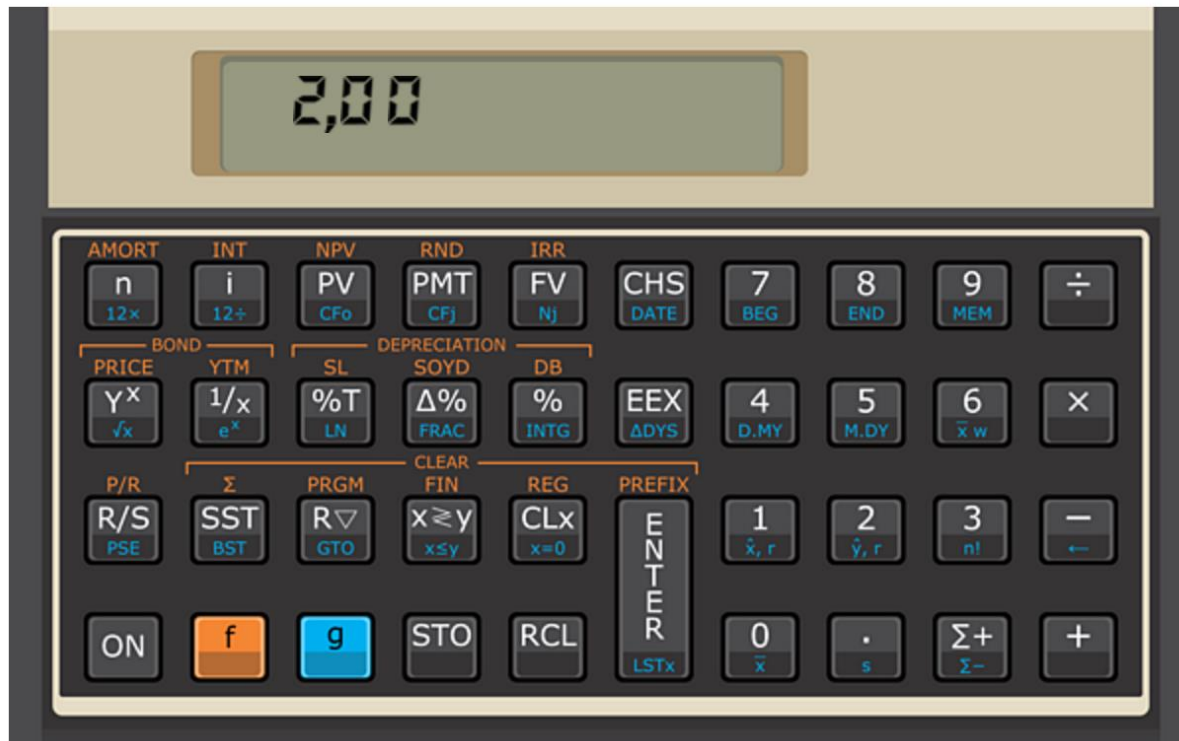 2,00
AMORT INT NPV RND IRR
n i PV PMT FV CHS 7 8 9 ÷
12× 12÷ CFo CFj Nj DATE BEG END MEM
BOND DEPRECIATION
PRICE YTM SL SOYD DB
Y^x 1/x %T Δ% % EEX 4 5 6 ×
√x e^x LN FRAC INTG ΔDYS D.MY M.DY x̄ w
CLEAR
P/R Σ PRGM FIN REG PREFIX
R/S SST R▽ x≷y CLx ENTER 1 2 3 −
PSE BST GTO x≤y x=0 x̂, r ŷ, r n! ←
ON f g STO RCL 0 . Σ+ +
LSTx x̄ s Σ−